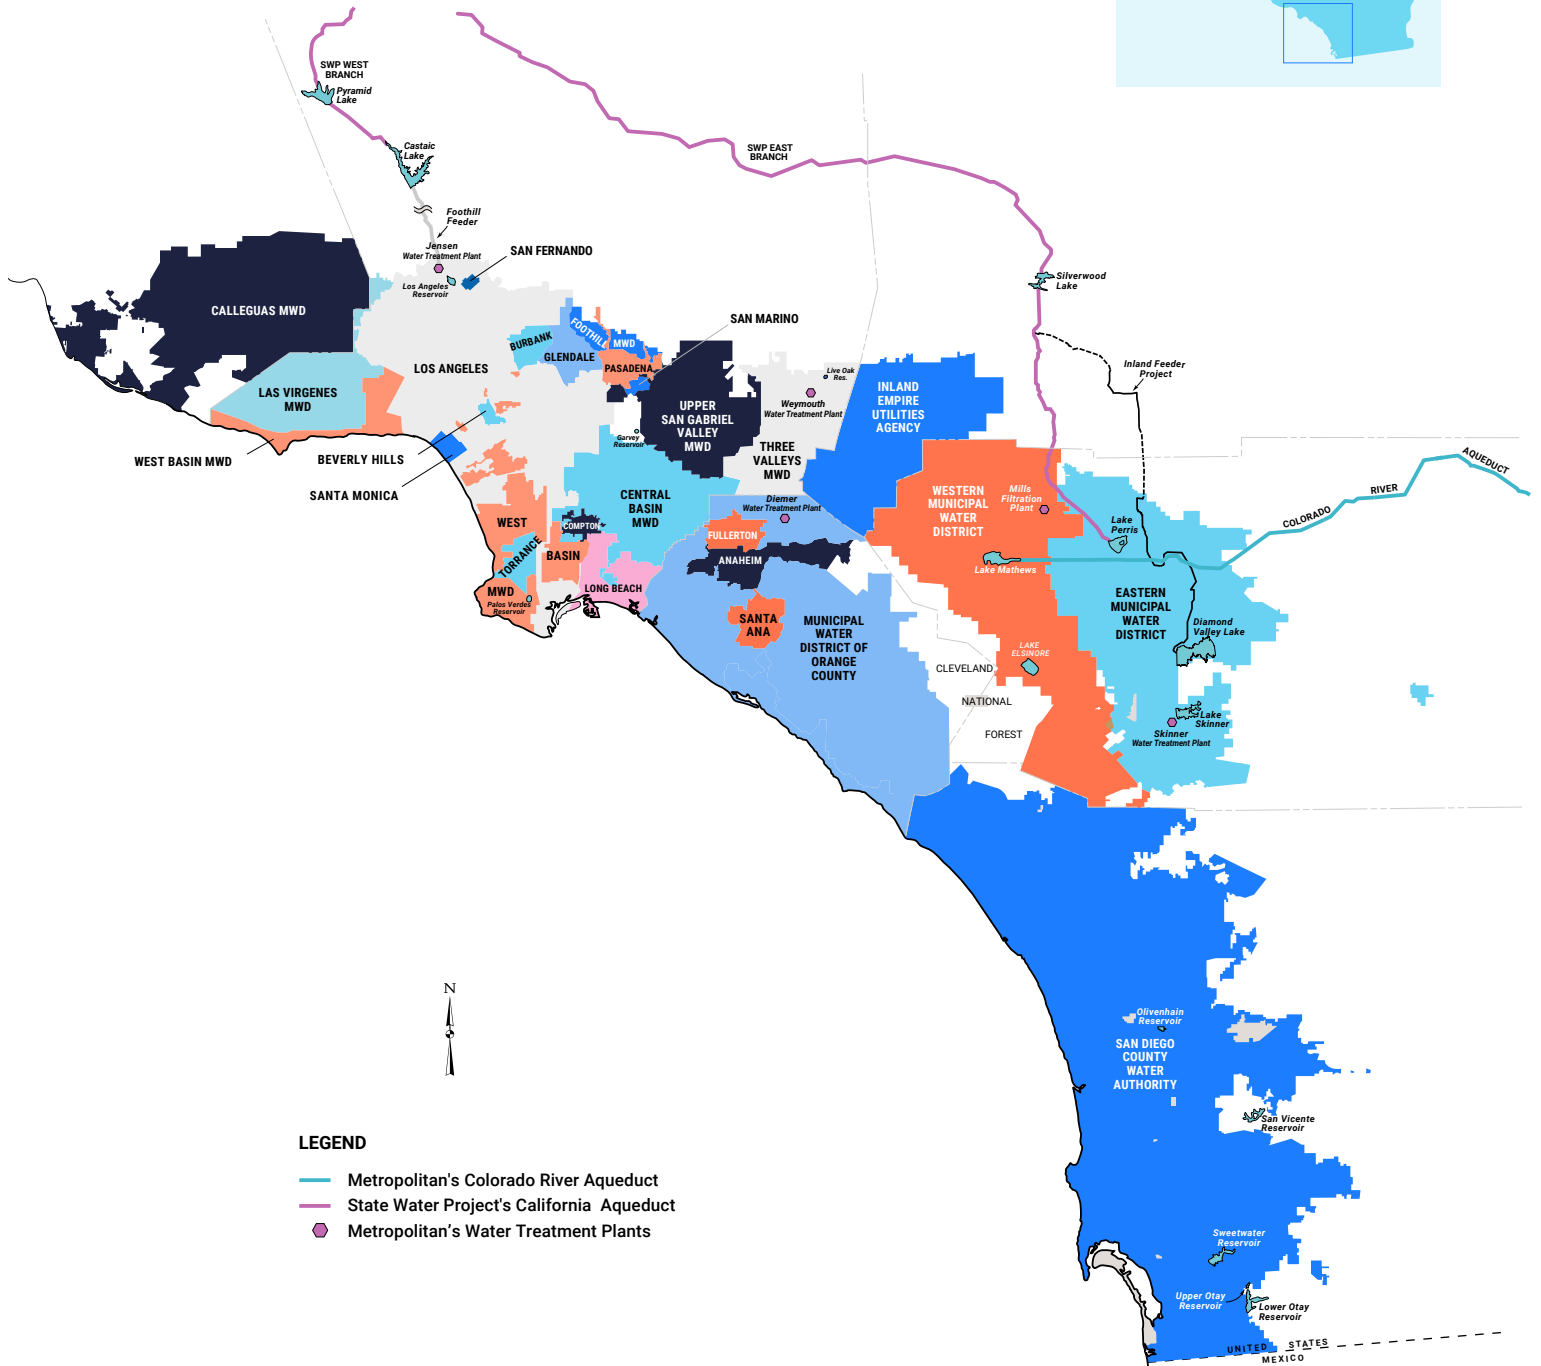 SWP WEST
BRANCH
Pyramid
Lake
Castaic
Lake
SWP EAST
BRANCH
Foothill
Feeder
Jensen
Water Treatment Plant
SAN FERNANDO
Los Angeles
Reservoir
Silverwood
Lake
CALLEGUAS MWD
SAN MARINO
BURBANK
FOOTHILL
MWD
GLENDALE
PASADENA
LOS ANGELES
Live Oak
Res.
Inland Feeder
Project
LAS VIRGENES
MWD
Weymouth
Water Treatment Plant
INLAND
EMPIRE
UTILITIES
AGENCY
UPPER
SAN GABRIEL
VALLEY
MWD
Garvey
Reservoir
THREE
VALLEYS
MWD
WEST BASIN MWD
BEVERLY HILLS
SANTA MONICA
AQUEDUCT
RIVER
COLORADO
CENTRAL
BASIN
MWD
Diemer
Water Treatment Plant
WESTERN
MUNICIPAL
WATER
DISTRICT
Mills
Filtration
Plant
Lake
Perris
WEST
COMPTON
FULLERTON
TORRANCE
BASIN
ANAHEIM
Lake Mathews
MWD
LONG BEACH
Palos Verdes
Reservoir
SANTA
ANA
MUNICIPAL
WATER
DISTRICT OF
ORANGE
COUNTY
EASTERN
MUNICIPAL
WATER
DISTRICT
Diamond
Valley Lake
LAKE
ELSINORE
CLEVELAND
NATIONAL
FOREST
Lake
Skinner
Skinner
Water Treatment Plant
N
Olivenhain
Reservoir
SAN DIEGO
COUNTY
WATER
AUTHORITY
San Vicente
Reservoir
LEGEND
Metropolitan's Colorado River Aqueduct
State Water Project's California Aqueduct
Metropolitan’s Water Treatment Plants
Sweetwater
Reservoir
Upper Otay
Reservoir
Lower Otay
Reservoir
UNITED STATES
MEXICO